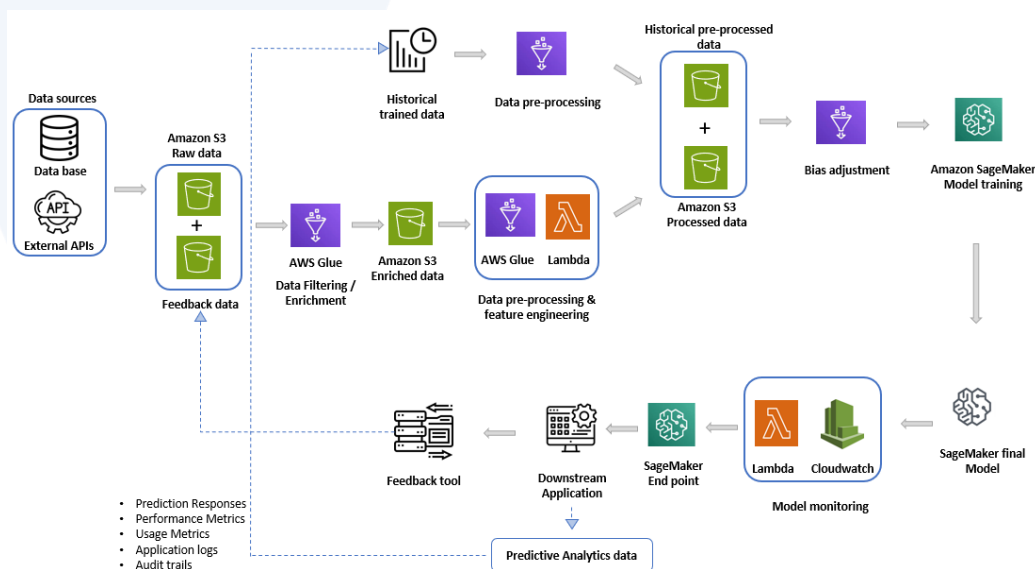 Historical pre-processed
data
Data sources
Historical
trained data
Data pre-processing
Amazon S3
Raw data
Data base
API
External APIs
Amazon S3
Processed data
Bias adjustment
Amazon SageMaker
Model training
+
+
AWS Glue
Lambda
AWS Glue
Data Filtering /
Enrichment
Amazon S3
Enriched data
Data pre-processing &
feature engineering
Feedback data
Feedback tool
Downstream
Application
SageMaker
End point
Lambda
Cloudwatch
Model monitoring
SageMaker final
Model
• Prediction Responses
• Performance Metrics
• Usage Metrics
• Application logs
• Audit trails
Predictive Analytics data